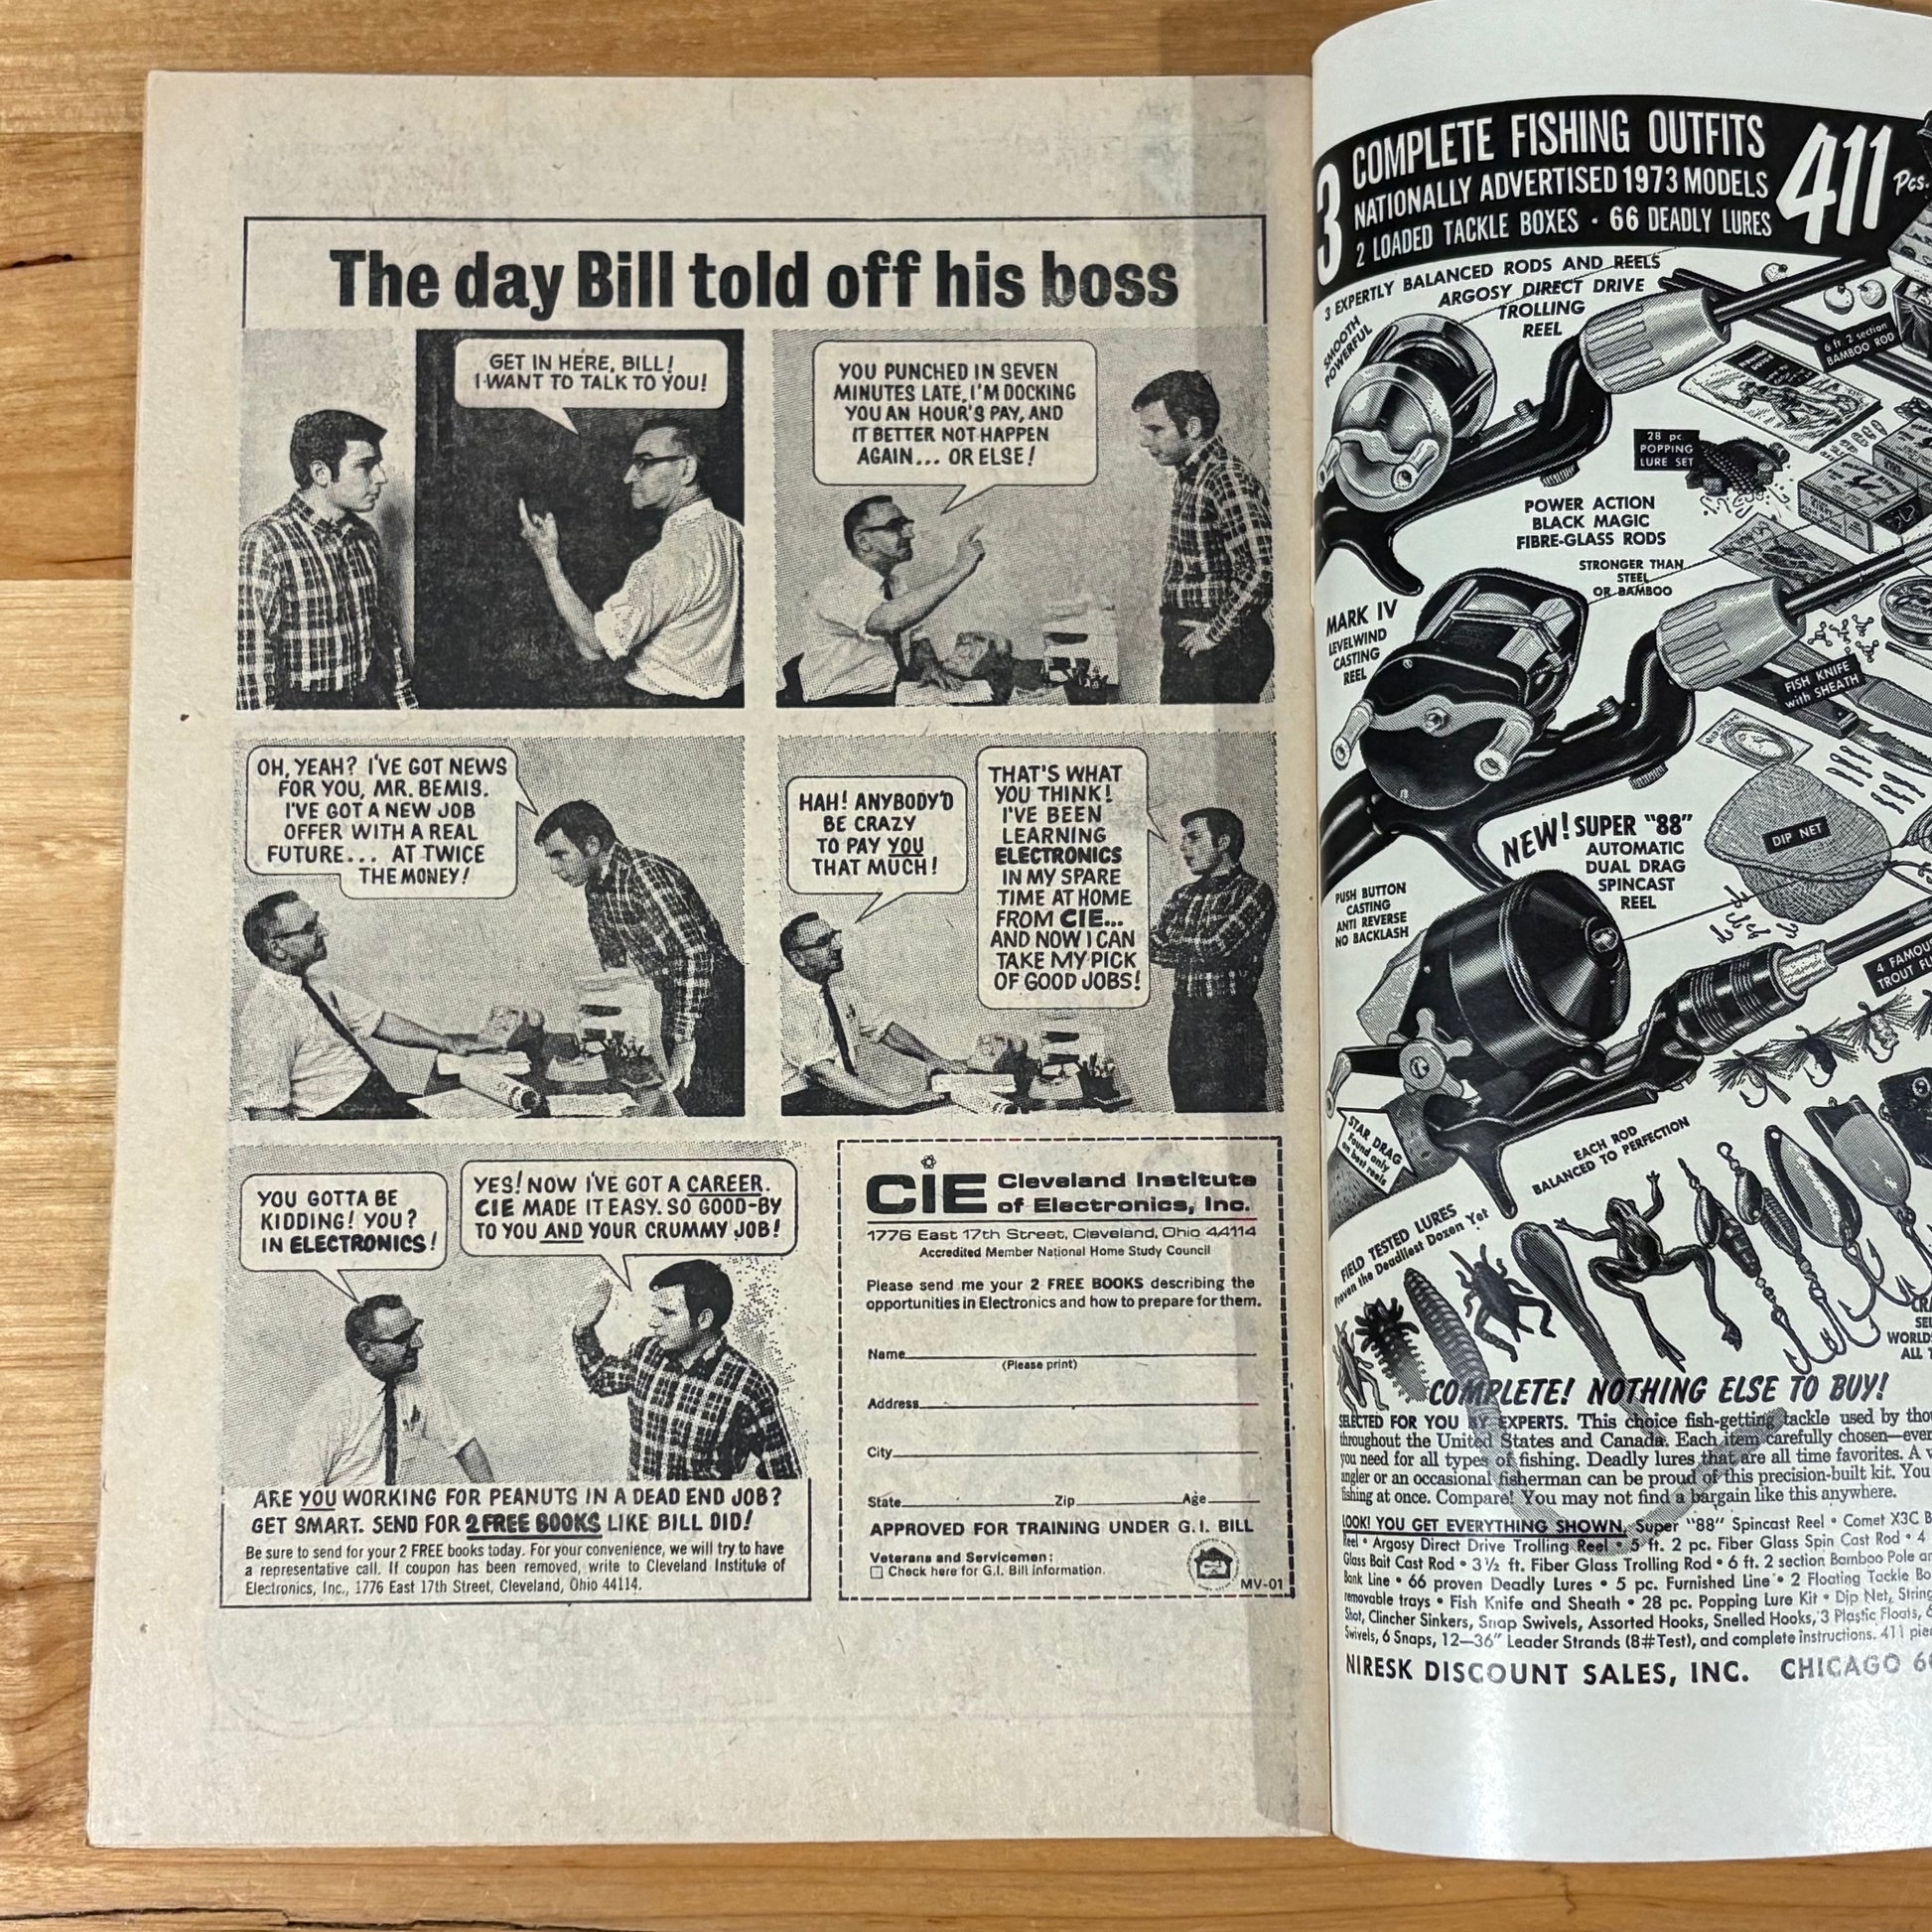 The day Bill told off his boss
GET IN HERE, BILL!
I WANT TO TALK TO YOU!
YOU PUNCHED IN SEVEN
MINUTES LATE. I'M DOCKING
YOU AN HOUR'S PAY, AND
IT BETTER NOT HAPPEN
AGAIN... OR ELSE!
OH, YEAH? I'VE GOT NEWS
FOR YOU, MR. BEMIS.
I'VE GOT A NEW JOB
OFFER WITH A REAL
FUTURE... AT TWICE
THE MONEY!
HAH! ANYBODY'D
BE CRAZY
TO PAY YOU
THAT MUCH!
THAT'S WHAT
YOU THINK!
I'VE BEEN
LEARNING
ELECTRONICS
IN MY SPARE
TIME AT HOME
FROM CIE...
AND NOW I CAN
TAKE MY PICK
OF GOOD JOBS!
YOU GOTTA BE
KIDDING! YOU?
IN ELECTRONICS!
YES! NOW I'VE GOT A CAREER.
CIE MADE IT EASY. SO GOOD-BY
TO YOU AND YOUR CRUMMY JOB!
ARE YOU WORKING FOR PEANUTS IN A DEAD END JOB?
GET SMART. SEND FOR 2 FREE BOOKS LIKE BILL DID!
Be sure to send for your 2 FREE books today. For your convenience, we will try to have
a representative call. If coupon has been removed, write to Cleveland Institute of
Electronics, Inc., 1776 East 17th Street, Cleveland, Ohio 44114.
CIE Cleveland Institute
of Electronics, Inc.
1776 East 17th Street, Cleveland, Ohio 44114
Accredited Member National Home Study Council
Please send me your 2 FREE BOOKS describing the
opportunities in Electronics and how to prepare for them.
Name
(Please print)
Address
City
State Zip Age
APPROVED FOR TRAINING UNDER G.I. BILL
Veterans and Servicemen:
Check here for G.I. Bill information.
MV-01
3 COMPLETE FISHING OUTFITS
NATIONALLY ADVERTISED 1973 MODELS
2 LOADED TACKLE BOXES · 66 DEADLY LURES
411 Pcs.
3 EXPERTLY BALANCED RODS AND REELS
ARGOSY DIRECT DRIVE
TROLLING
REEL
SMOOTH
POWERFUL
6 ft. 2 section
BAMBOO ROD
28 pc.
POPPING
LURE SET
POWER ACTION
BLACK MAGIC
FIBRE-GLASS RODS
STRONGER THAN
STEEL
OR BAMBOO
MARK IV
LEVELWIND
CASTING
REEL
FISH KNIFE
with SHEATH
NEW! SUPER "88"
AUTOMATIC
DUAL DRAG
SPINCAST
REEL
DIP NET
PUSH BUTTON
CASTING
ANTI REVERSE
NO BACKLASH
4 FAMOU
TROUT FL
STAR DRAG
Found only
on best reels
EACH ROD
BALANCED TO PERFECTION
FIELD TESTED LURES
Proven the Deadliest Dozen Yet
WORLD
ALL
COMPLETE! NOTHING ELSE TO BUY!
SELECTED FOR YOU BY EXPERTS. This choice fish-getting tackle used by thou
throughout the United States and Canada. Each item carefully chosen—ever
you need for all types of fishing. Deadly lures that are all time favorites. A
angler or an occasional fisherman can be proud of this precision-built kit. You
fishing at once. Compare! You may not find a bargain like this anywhere.
LOOK! YOU GET EVERYTHING SHOWN. Super "88" Spincast Reel • Comet X3C B
Reel • Argosy Direct Drive Trolling Reel • 5 ft. 2 pc. Fiber Glass Spin Cast Rod • 4
Glass Bait Cast Rod • 3½ ft. Fiber Glass Trolling Rod • 6 ft. 2 section Bamboo Pole an
Bank Line • 66 proven Deadly Lures • 5 pc. Furnished Line • 2 Floating Tackle Bo
removable trays • Fish Knife and Sheath • 28 pc. Popping Lure Kit • Dip Net, String
Shot, Clincher Sinkers, Snap Swivels, Assorted Hooks, Snelled Hooks, 3 Plastic Floats,
Swivels, 6 Snaps, 12—36" Leader Strands (8# Test), and complete instructions. 411 pie
NIRESK DISCOUNT SALES, INC. CHICAGO